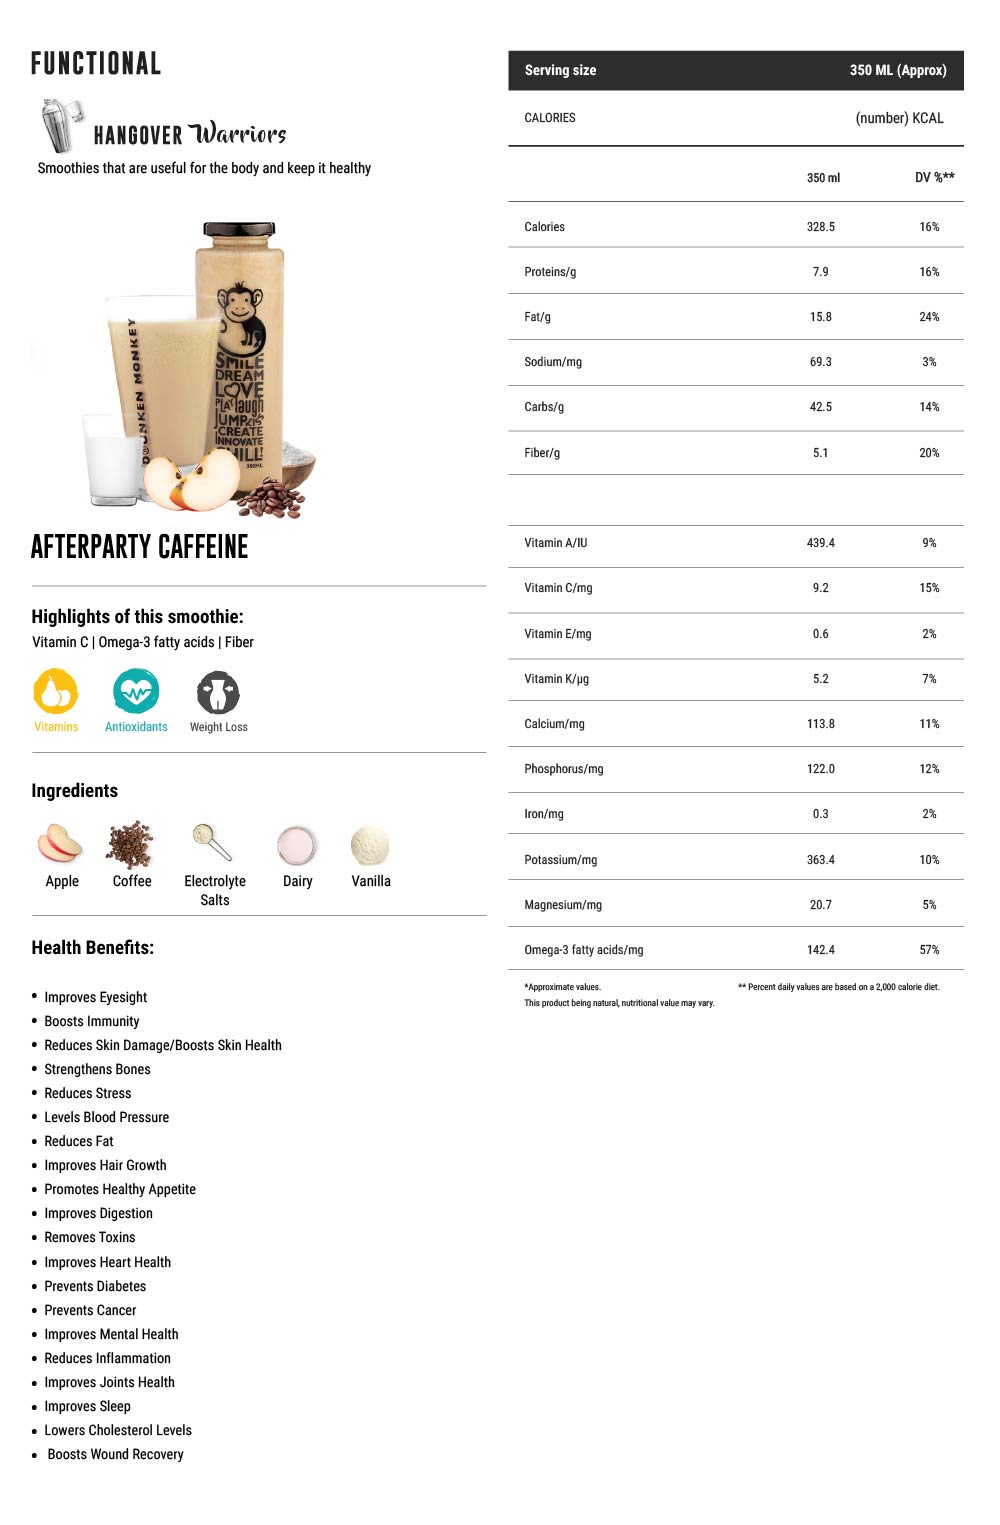 FUNCTIONAL
HANGOVER Warriors
Smoothies that are useful for the body and keep it healthy
DRUNKEN MONKEY
SMILE
DREAM
LOVE
PLAY laugh
JUMP KISS
CREATE
INNOVATE
CHILL!
350ML
AFTERPARTY CAFFEINE
Highlights of this smoothie:
Vitamin C | Omega-3 fatty acids | Fiber
Vitamins Antioxidants Weight Loss
Ingredients
Apple Coffee Electrolyte Dairy Vanilla
Salts
Health Benefits:
• Improves Eyesight
• Boosts Immunity
• Reduces Skin Damage/Boosts Skin Health
• Strengthens Bones
• Reduces Stress
• Levels Blood Pressure
• Reduces Fat
• Improves Hair Growth
• Promotes Healthy Appetite
• Improves Digestion
• Removes Toxins
• Improves Heart Health
• Prevents Diabetes
• Prevents Cancer
• Improves Mental Health
• Reduces Inflammation
• Improves Joints Health
• Improves Sleep
• Lowers Cholesterol Levels
• Boosts Wound Recovery
Serving size 350 ML (Approx)
CALORIES (number) KCAL
350 ml DV %**
Calories 328.5 16%
Proteins/g 7.9 16%
Fat/g 15.8 24%
Sodium/mg 69.3 3%
Carbs/g 42.5 14%
Fiber/g 5.1 20%
Vitamin A/IU 439.4 9%
Vitamin C/mg 9.2 15%
Vitamin E/mg 0.6 2%
Vitamin K/µg 5.2 7%
Calcium/mg 113.8 11%
Phosphorus/mg 122.0 12%
Iron/mg 0.3 2%
Potassium/mg 363.4 10%
Magnesium/mg 20.7 5%
Omega-3 fatty acids/mg 142.4 57%
*Approximate values. ** Percent daily values are based on a 2,000 calorie diet.
This product being natural, nutritional value may vary.